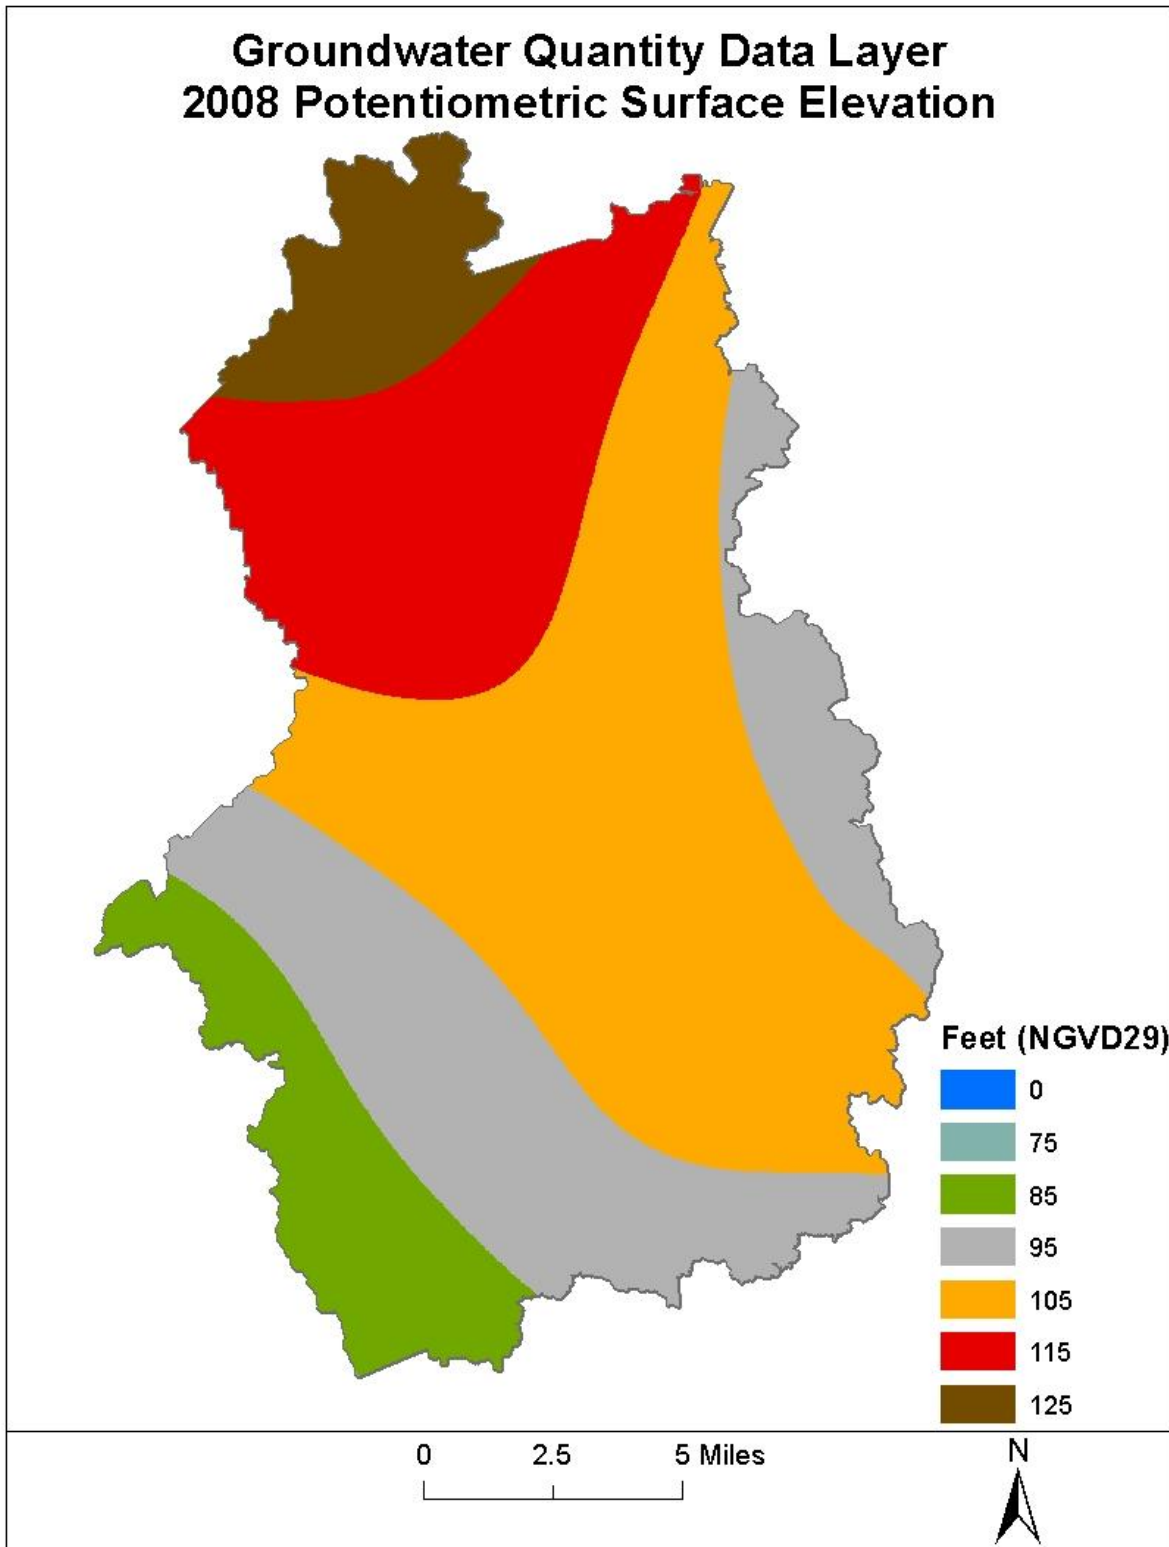 Groundwater Quantity Data Layer
2008 Potentiometric Surface Elevation
Feet (NGVD29)
0
75
85
95
105
115
125
0 2.5 5 Miles
N